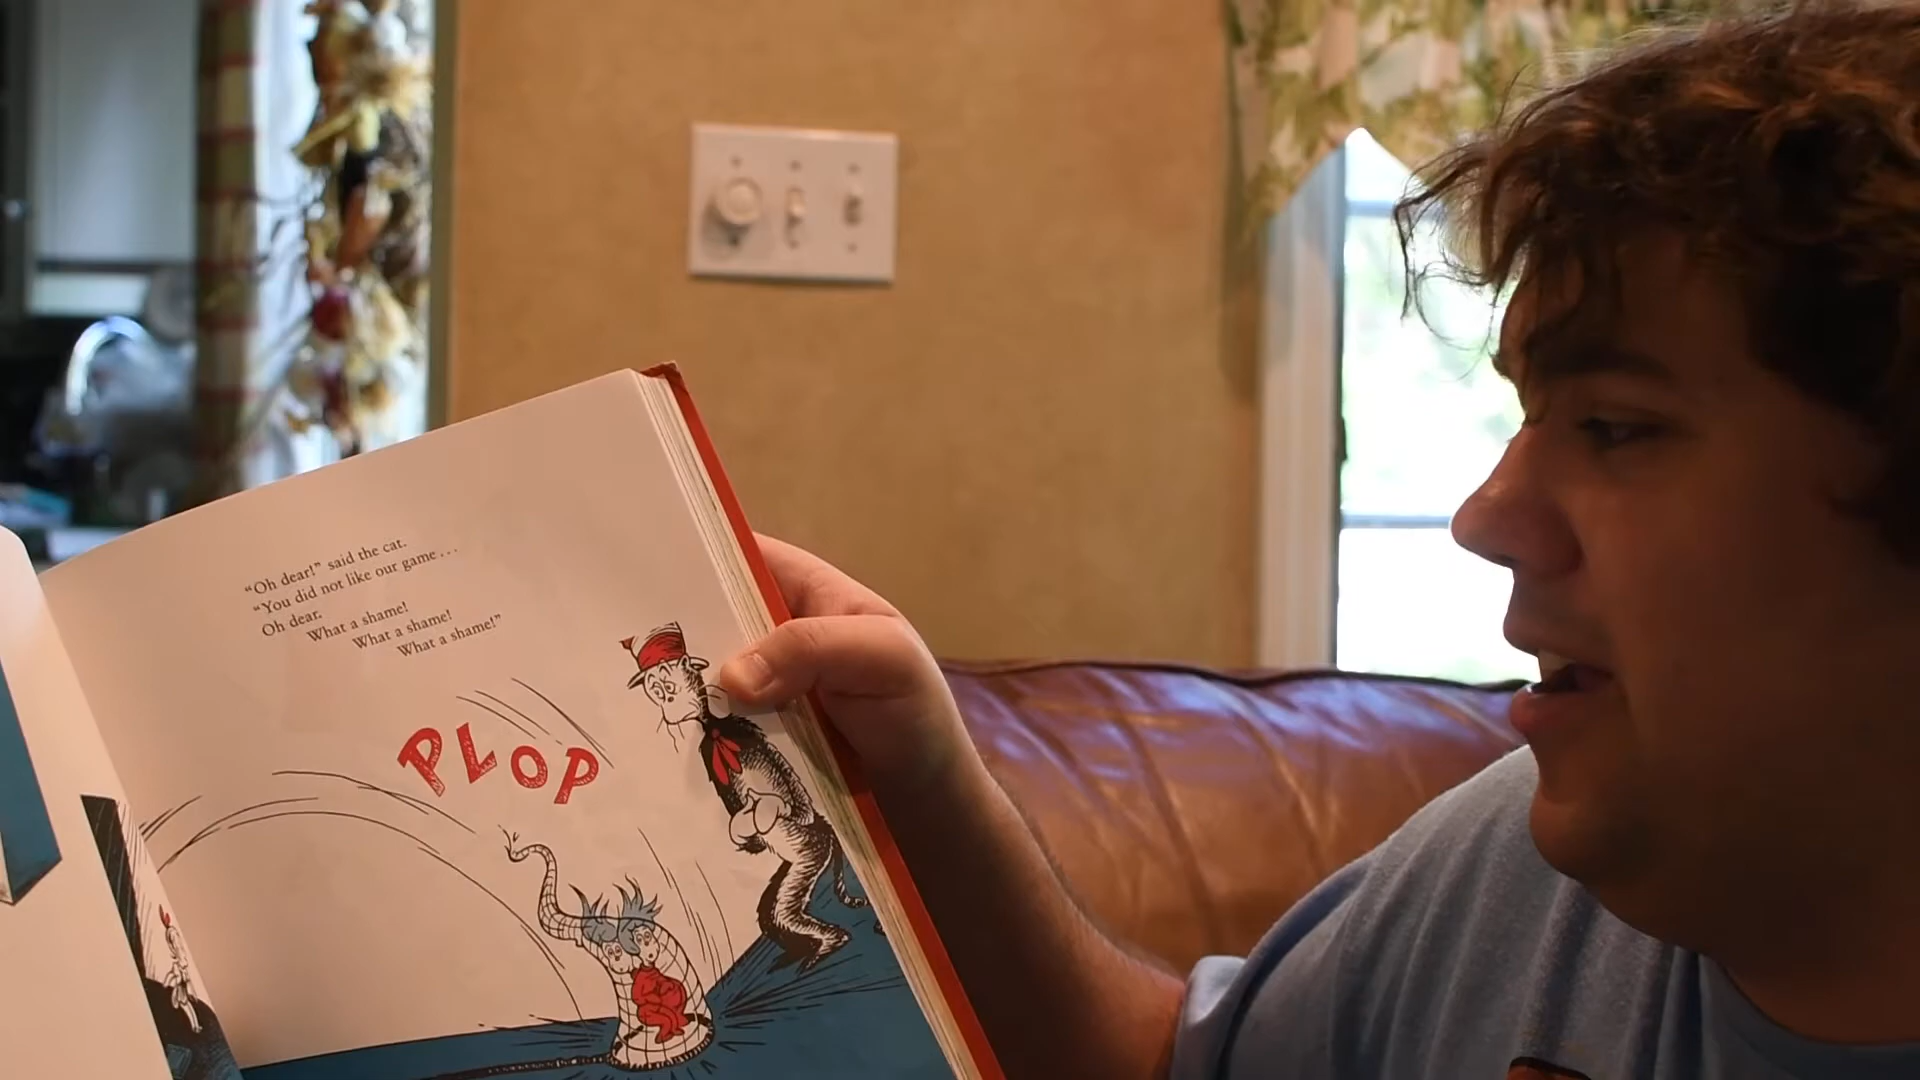 “Oh dear!” said the cat.
“You did not like our game . . .
Oh dear.
What a shame!
What a shame!
What a shame!”
PLOP